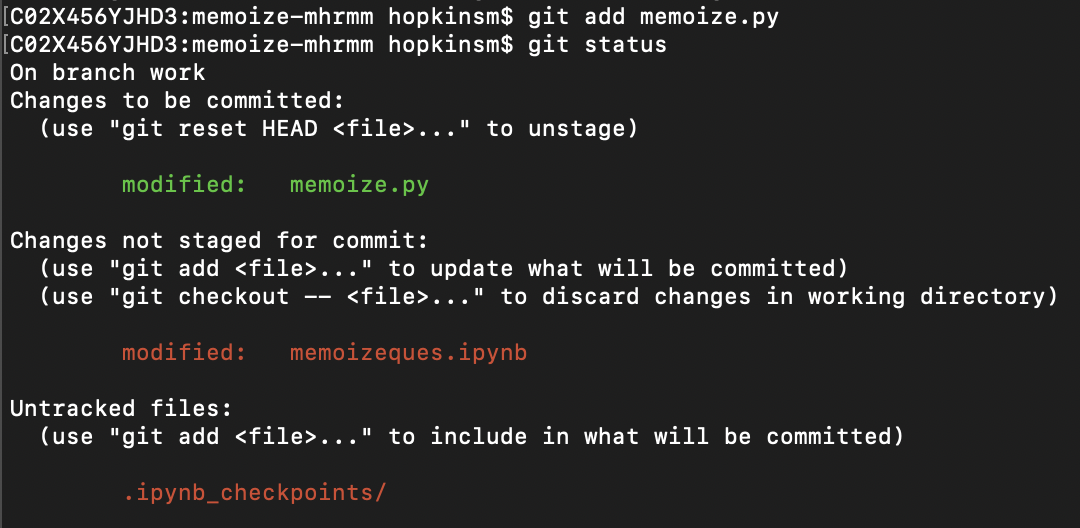 [C02X456YJHD3:memoize-mhrmm hopkinsm$ git add memoize.py
[C02X456YJHD3:memoize-mhrmm hopkinsm$ git status
On branch work
Changes to be committed:
  (use "git reset HEAD <file>..." to unstage)

        modified:   memoize.py

Changes not staged for commit:
  (use "git add <file>..." to update what will be committed)
  (use "git checkout -- <file>..." to discard changes in working directory)

        modified:   memoizeques.ipynb

Untracked files:
  (use "git add <file>..." to include in what will be committed)

        .ipynb_checkpoints/